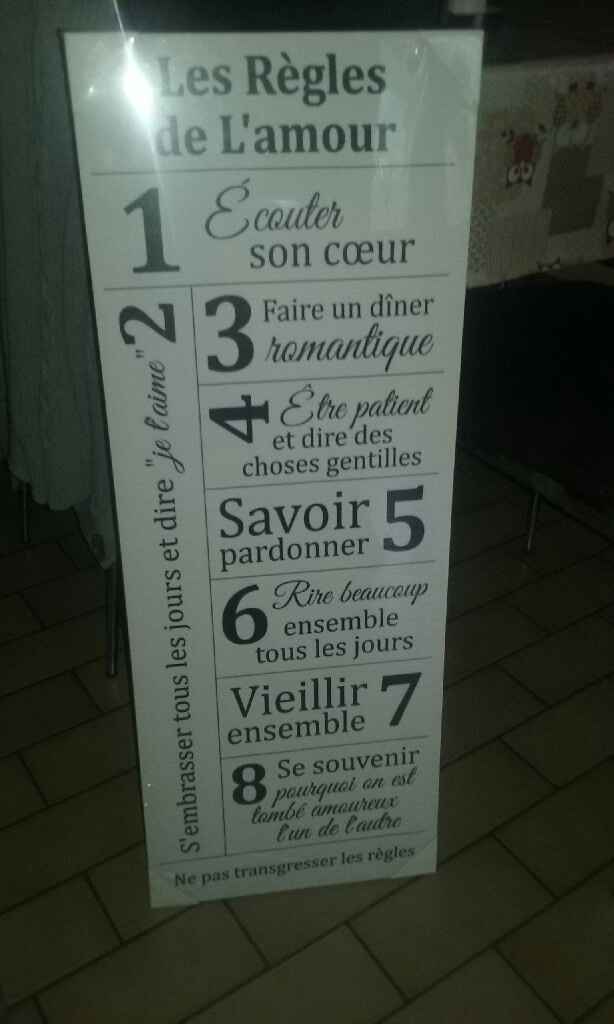 Les Règles
de L'amour
1 Écouter
son cœur
2 S'embrasser tous les jours et dire "je t'aime"
3 Faire un dîner
romantique
4 Être patient
et dire des
choses gentilles
Savoir 5
pardonner
6 Rire beaucoup
ensemble
tous les jours
Vieillir 7
ensemble
8 Se souvenir
pourquoi on est
tombé amoureux
l'un de l'autre
Ne pas transgresser les règles